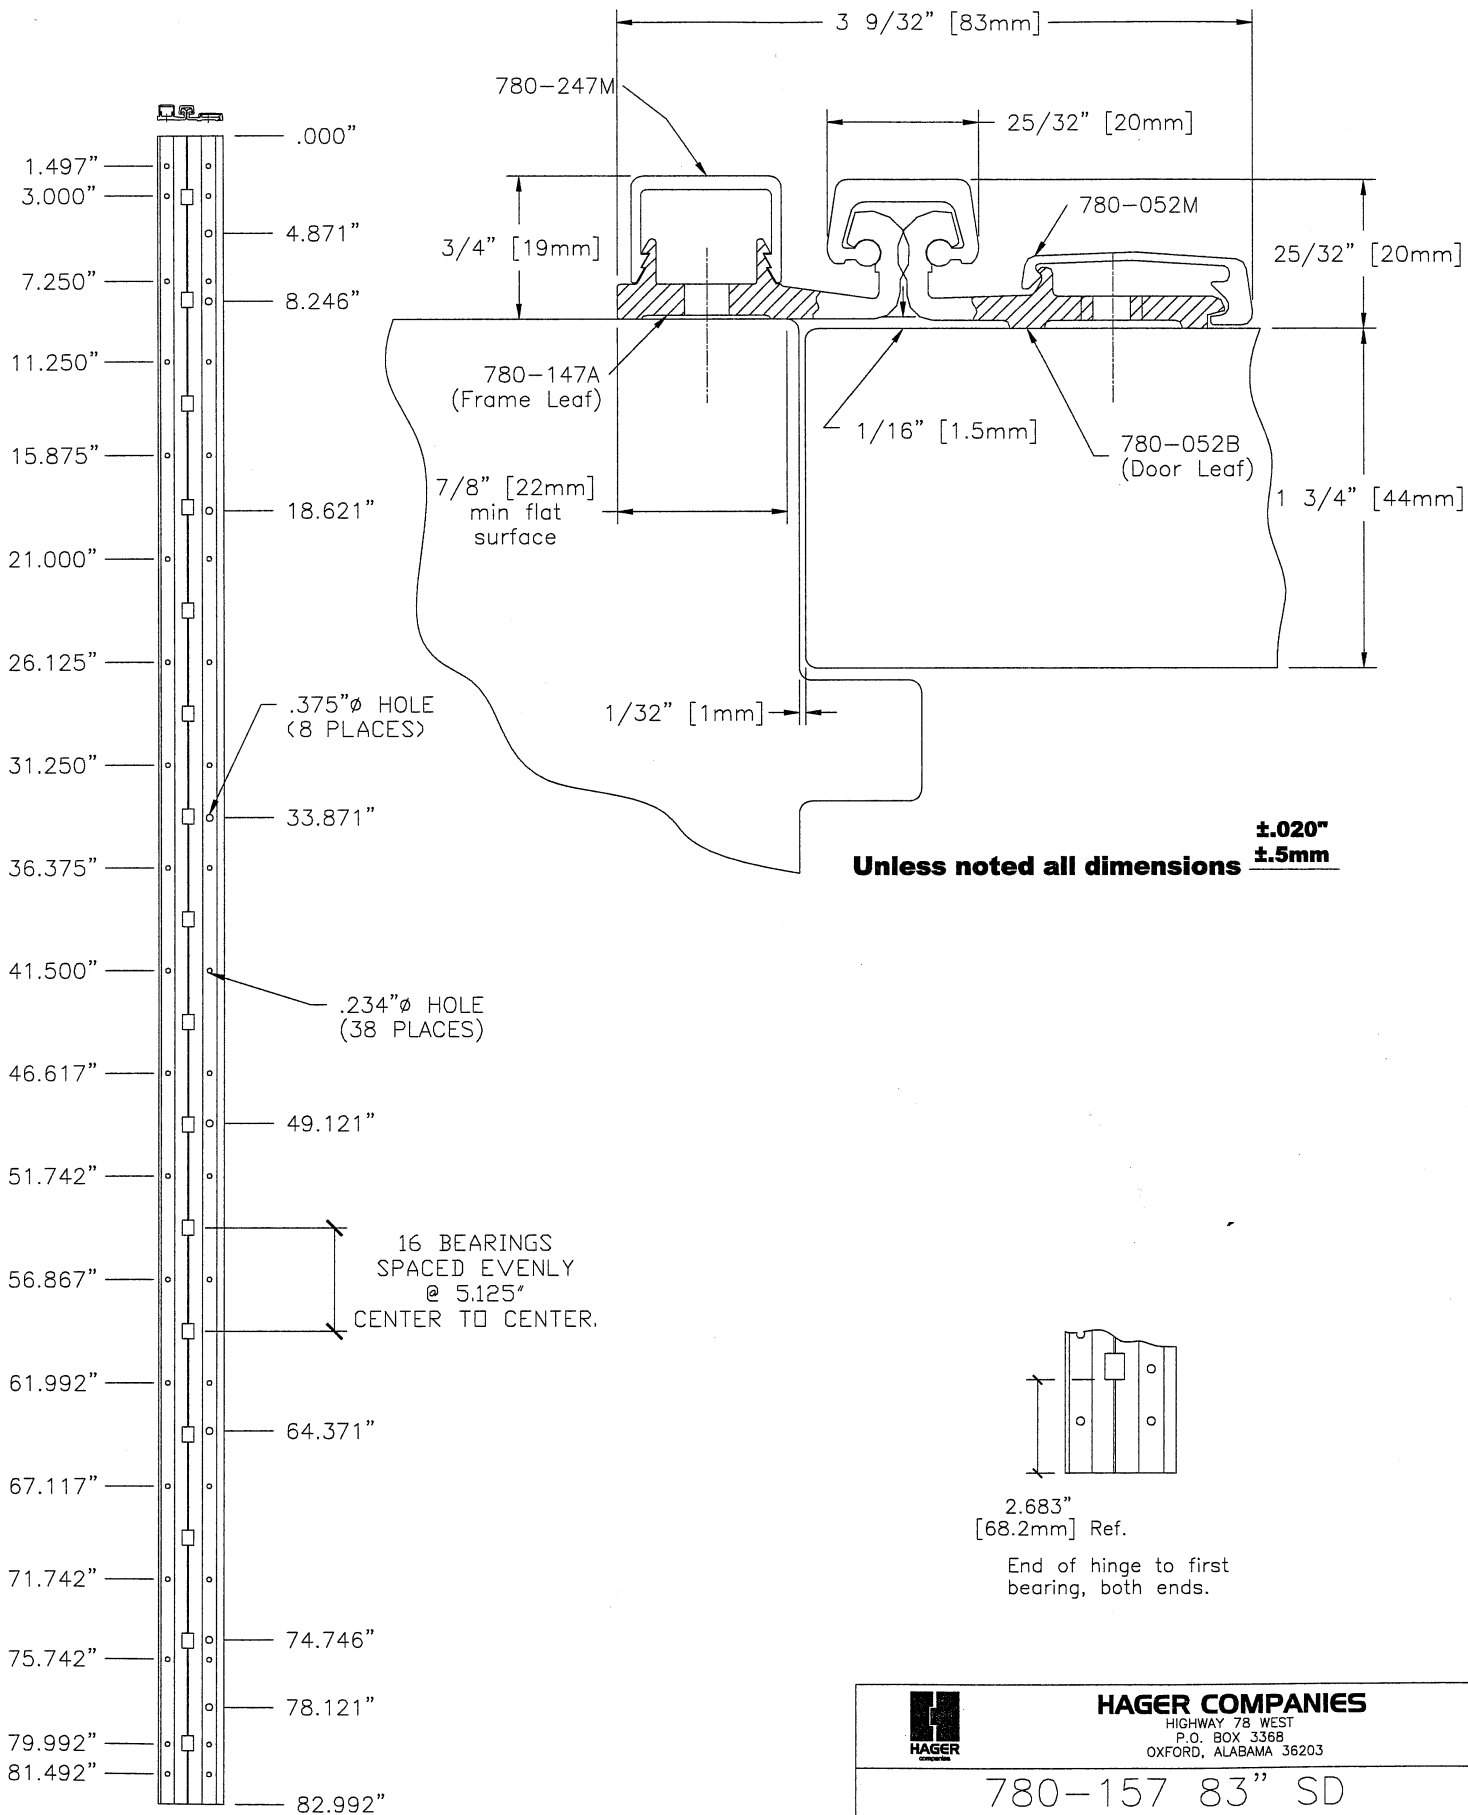 3 9/32" [83mm]
780-247M
25/32" [20mm]
.000"
1.497"
3.000"
780-052M
4.871"
3/4" [19mm]
25/32" [20mm]
7.250"
8.246"
11.250"
780-147A
(Frame Leaf)
1/16" [1.5mm]
780-052B
(Door Leaf)
15.875"
7/8" [22mm]
min flat
surface
1 3/4" [44mm]
18.621"
21.000"
26.125"
.375"ø HOLE
(8 PLACES)
1/32" [1mm]
31.250"
33.871"
±.020"
Unless noted all dimensions ±.5mm
36.375"
41.500"
.234"ø HOLE
(38 PLACES)
46.617"
49.121"
51.742"
16 BEARINGS
SPACED EVENLY
@ 5.125"
CENTER TO CENTER.
56.867"
61.992"
64.371"
67.117"
2.683"
[68.2mm] Ref.
End of hinge to first
bearing, both ends.
71.742"
74.746"
75.742"
78.121"
79.992"
81.492"
82.992"
HAGER
companies
HAGER COMPANIES
HIGHWAY 78 WEST
P.O. BOX 3368
OXFORD, ALABAMA 36203
780-157 83" SD